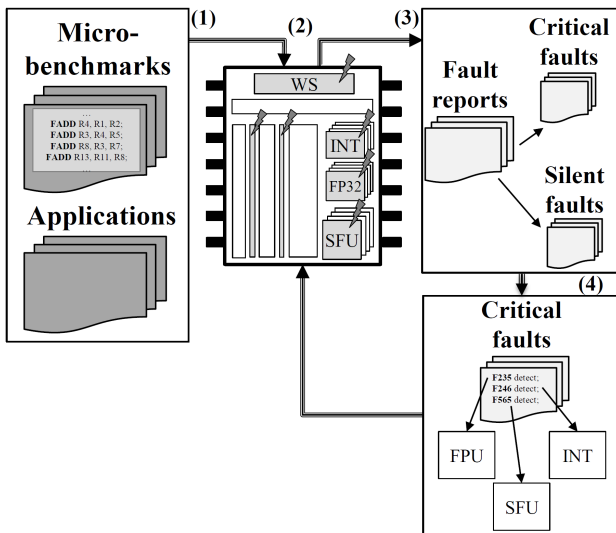 Micro-
benchmarks
...
FADD R4, R1, R2;
FADD R3, R4, R5;
FADD R8, R3, R7;
FADD R13, R11, R8;
...
Applications
(1)
(2)
WS
INT
FP32
SFU
(3)
Fault
reports
Critical
faults
Silent
faults
(4)
Critical
faults
F235 detect;
F246 detect;
F565 detect;
FPU
INT
SFU